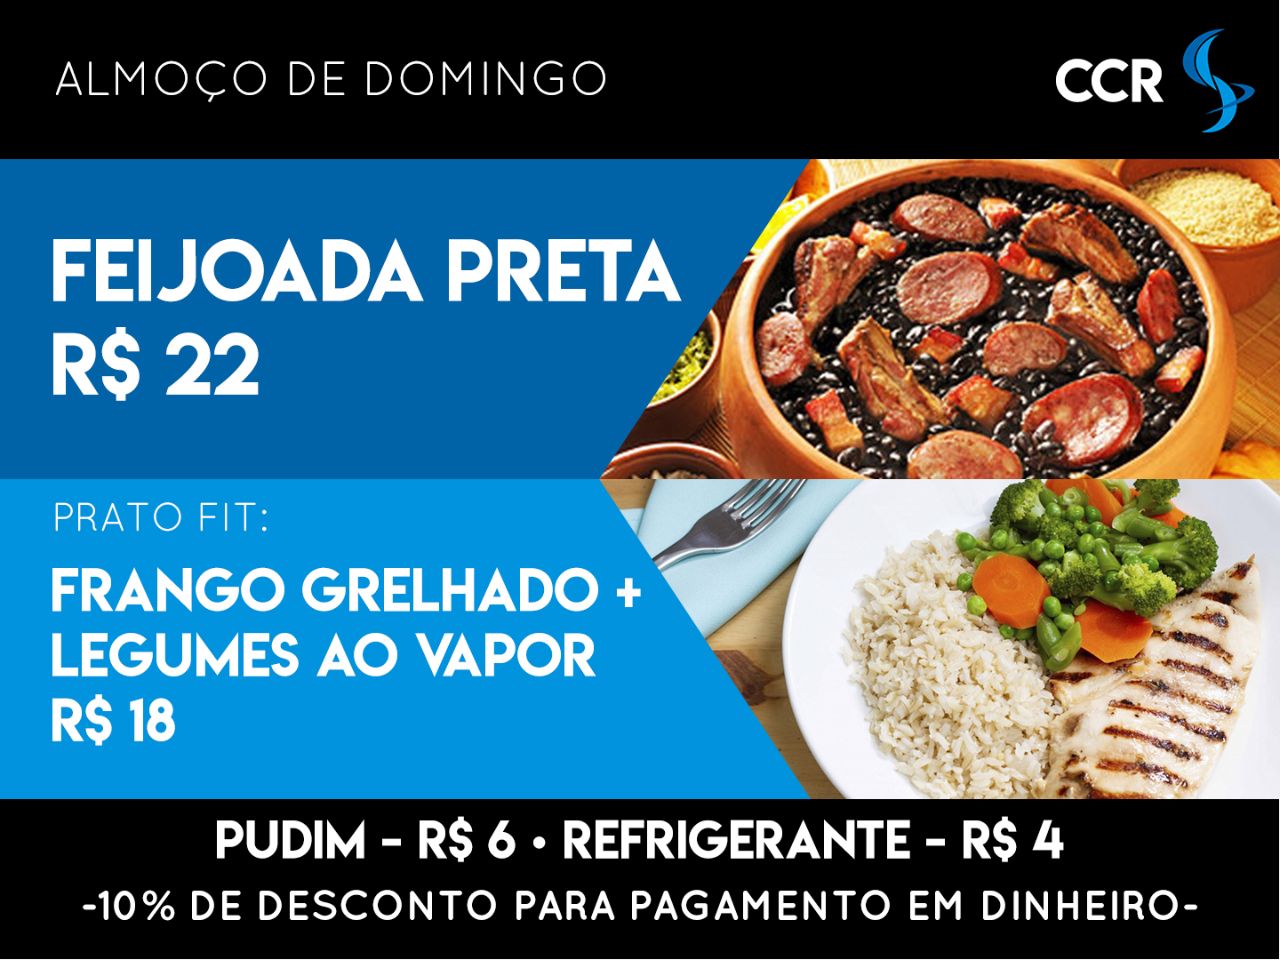 ALMOÇO DE DOMINGO
CCR
FEIJOADA PRETA
R$ 22
PRATO FIT:
FRANGO GRELHADO +
LEGUMES AO VAPOR
R$ 18
PUDIM - R$ 6 • REFRIGERANTE - R$ 4
-10% DE DESCONTO PARA PAGAMENTO EM DINHEIRO-